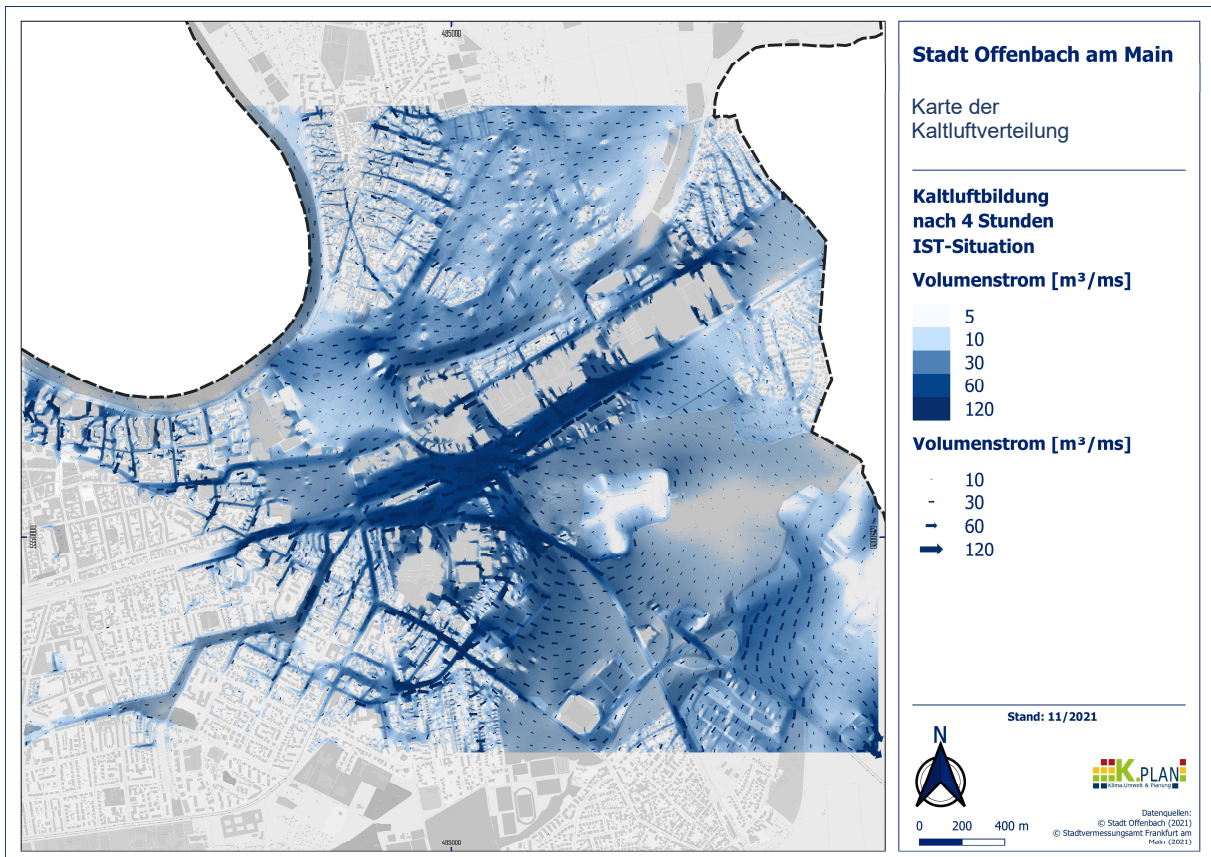 485000
5550000
485000
Stadt Offenbach am Main
Karte der
Kaltluftverteilung
Kaltluftbildung
nach 4 Stunden
IST-Situation
Volumenstrom [m³/ms]
5
10
30
60
120
Volumenstrom [m³/ms]
10
30
60
120
Stand: 11/2021
N
0 200 400 m
K.PLAN
Klima.Umwelt & Planung
Datenquellen:
© Stadt Offenbach (2021)
© Stadtvermessungsamt Frankfurt am
Main (2021)